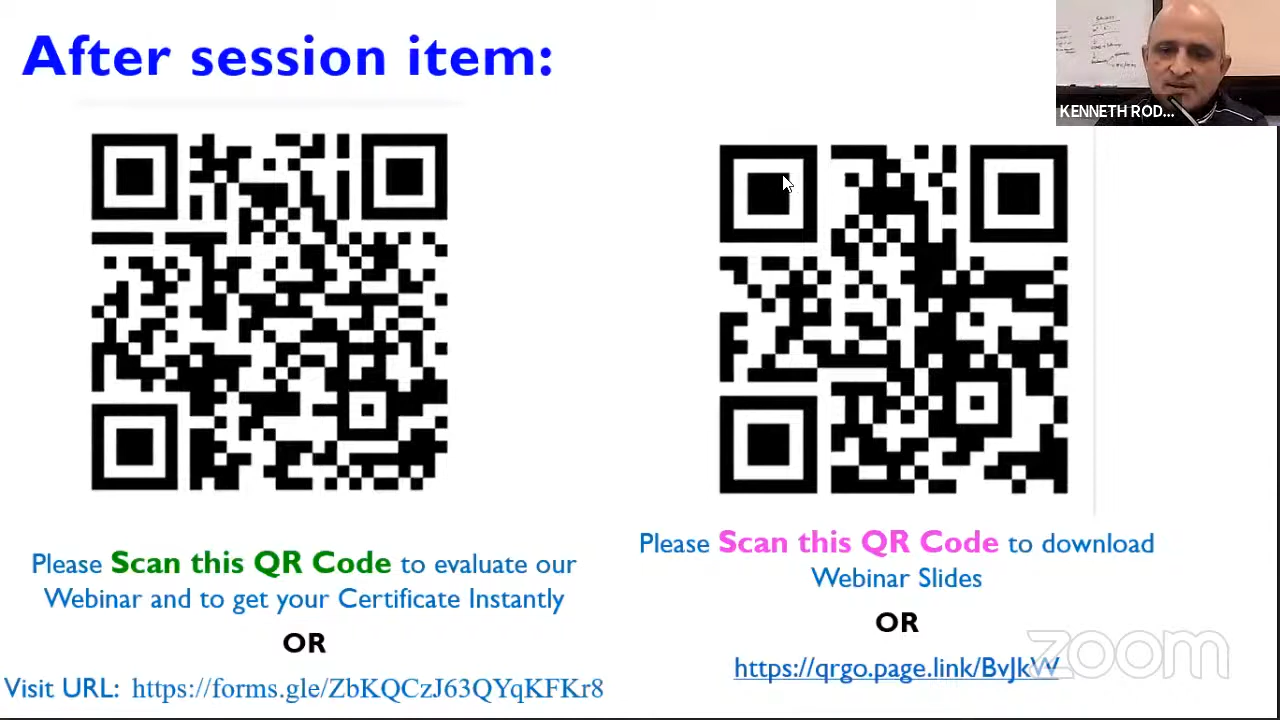 After session item:
KENNETH ROD...
Please Scan this QR Code to evaluate our
Webinar and to get your Certificate Instantly
OR
Visit URL: https://forms.gle/ZbKQCzJ63QYqKFKr8
Please Scan this QR Code to download
Webinar Slides
OR
https://qrgo.page.link/BvJkW
zoom